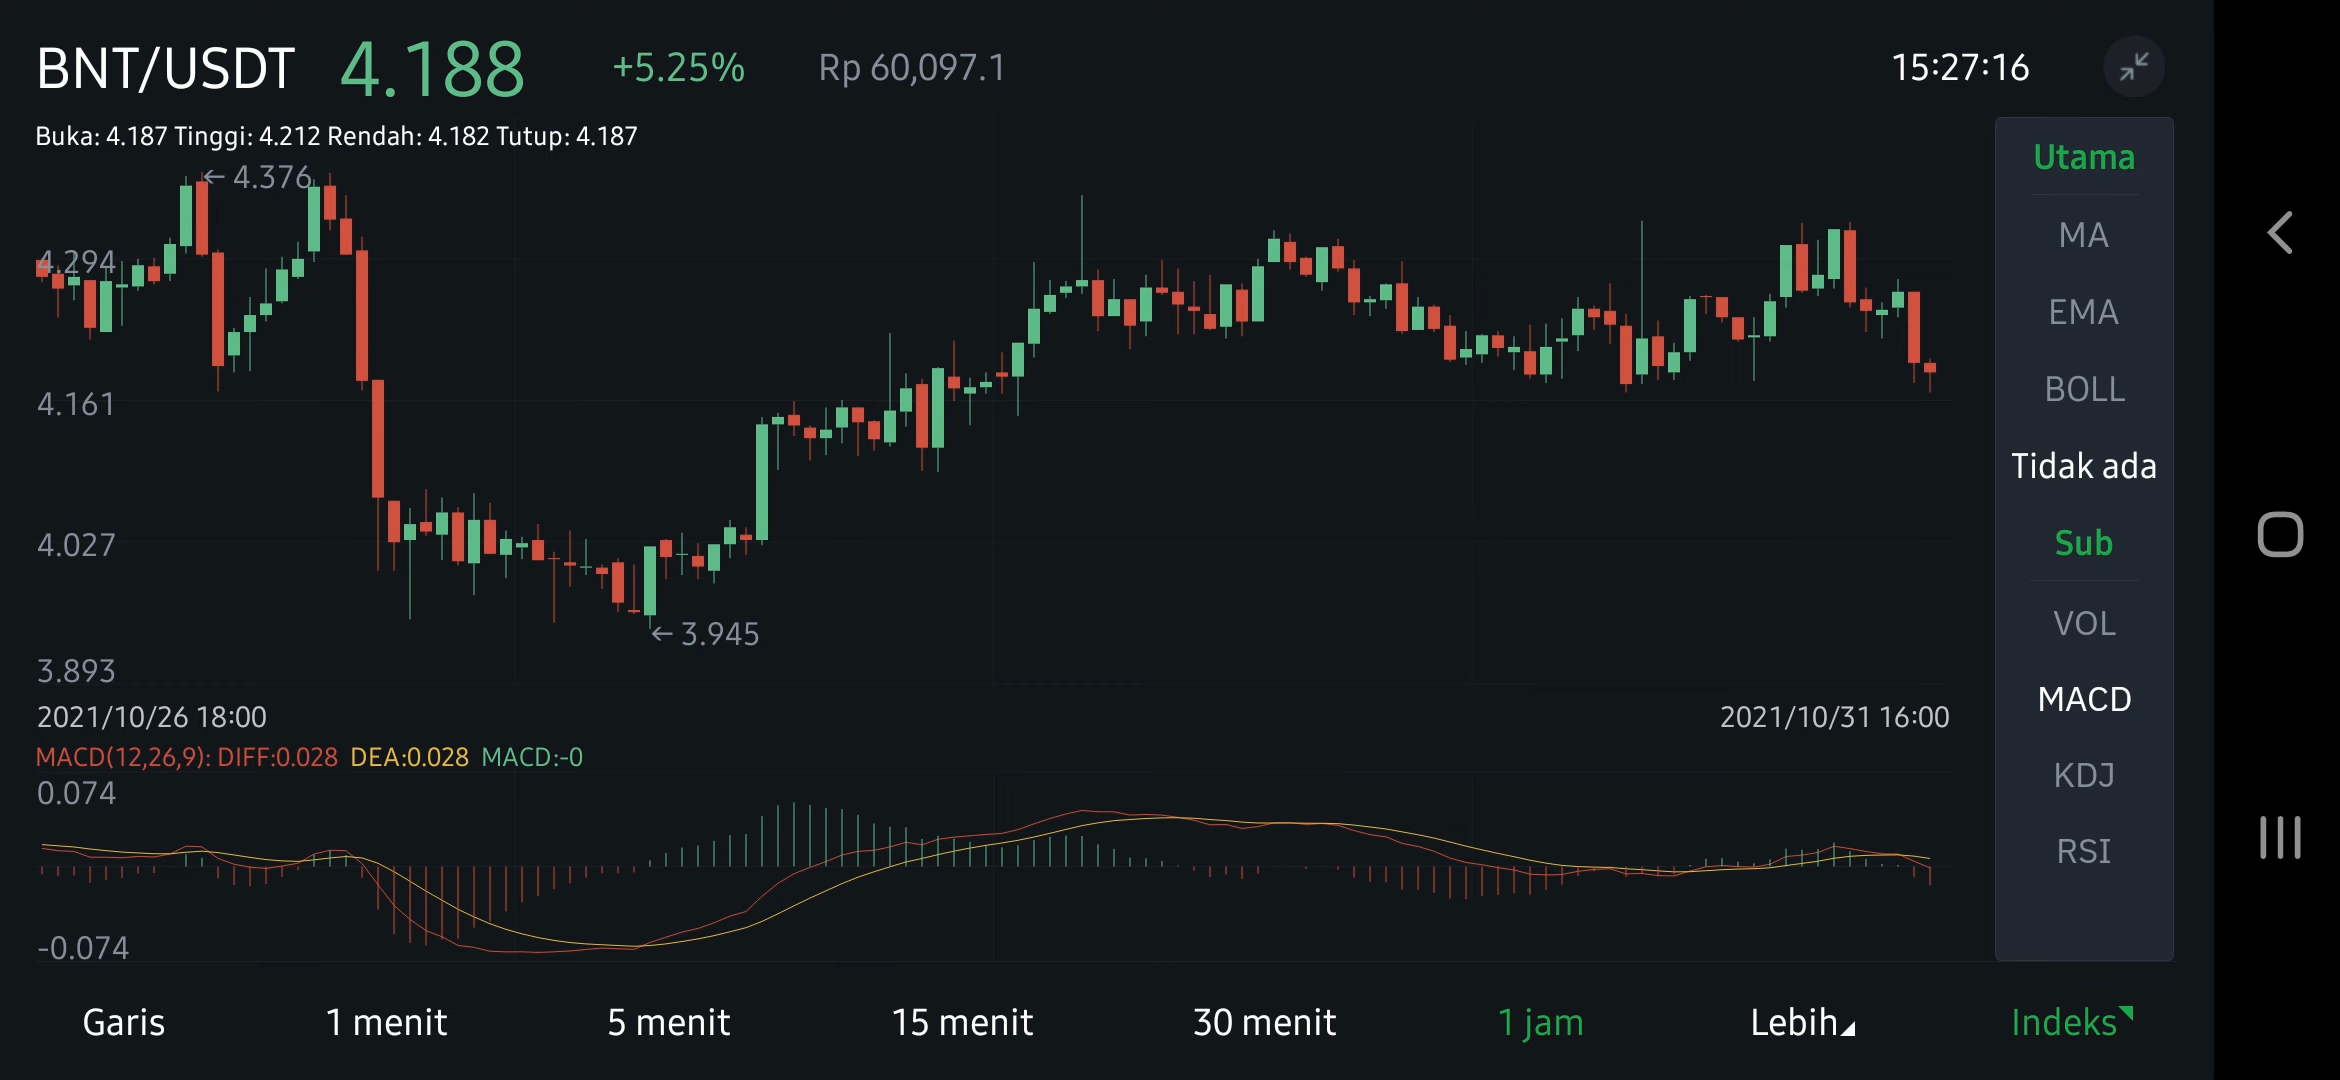 BNT/USDT 4.188 +5.25% Rp 60,097.1 15:27:16
Buka: 4.187 Tinggi: 4.212 Rendah: 4.182 Tutup: 4.187
4.376
4.294
4.161
4.027
3.945
3.893
2021/10/26 18:00 2021/10/31 16:00
MACD(12,26,9): DIFF:0.028 DEA:0.028 MACD:-0
0.074
-0.074
Utama
MA
EMA
BOLL
Tidak ada
Sub
VOL
MACD
KDJ
RSI
Garis 1 menit 5 menit 15 menit 30 menit 1 jam Lebih Indeks